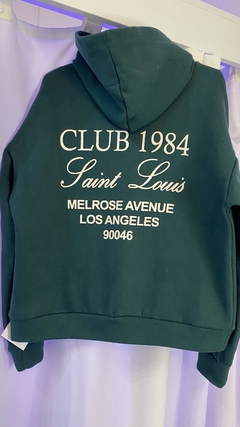 CLUB 1984
Saint Louis
MELROSE AVENUE
LOS ANGELES
90046